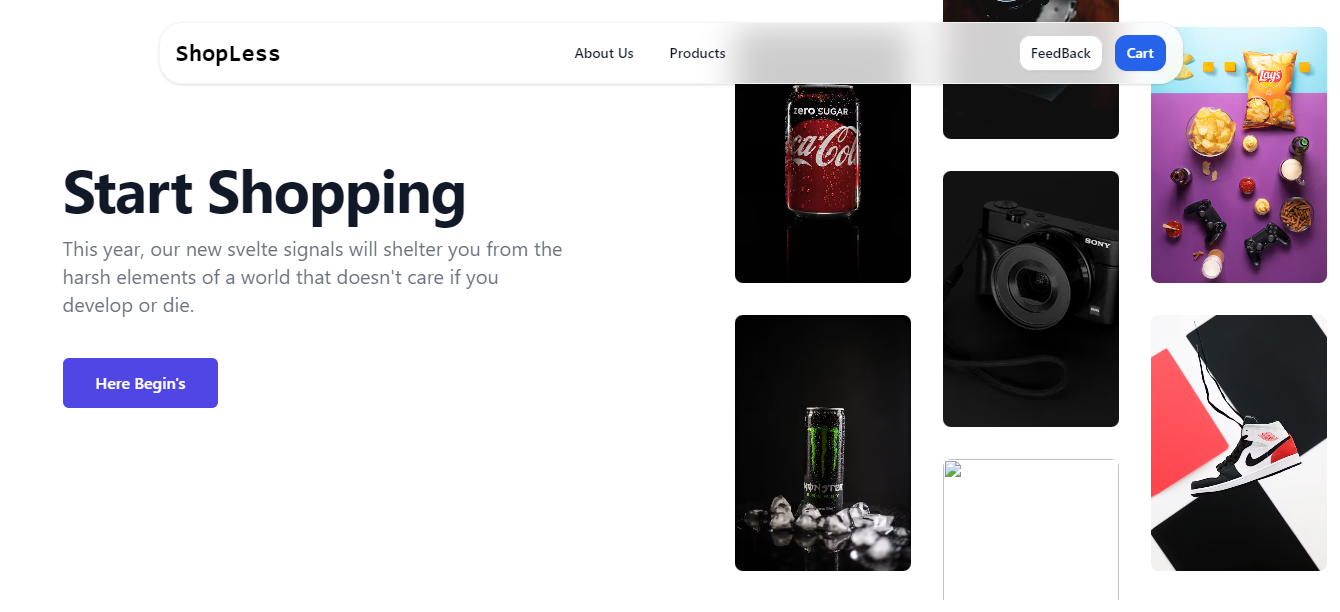 ShopLess
About Us
Products
FeedBack
Cart
Start Shopping
This year, our new svelte signals will shelter you from the
harsh elements of a world that doesn't care if you
develop or die.
Here Begin's
zero SUGAR
Coca-Cola
SONY
Lay's
MONSTER
ENERGY